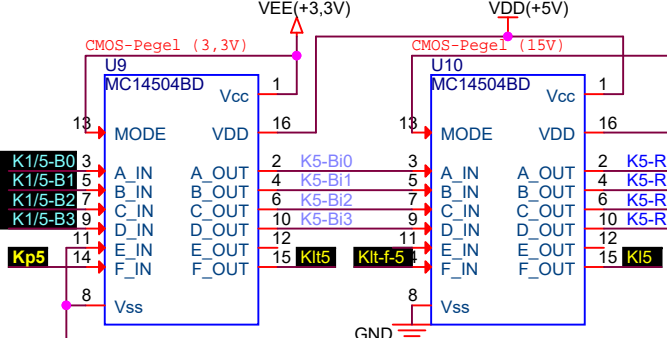 VEE(+3,3V)
VDD(+5V)
CMOS-Pegel (3,3V)
CMOS-Pegel (15V)
U9
U10
MC14504BD
MC14504BD
Vcc 1
Vcc 1
13 MODE VDD 16
13 MODE VDD 16
K1/5-B0 3 A_IN A_OUT 2 K5-Bi0 3 A_IN A_OUT 2 K5-R
K1/5-B1 5 B_IN B_OUT 4 K5-Bi1 5 B_IN B_OUT 4 K5-R
K1/5-B2 7 C_IN C_OUT 6 K5-Bi2 7 C_IN C_OUT 6 K5-R
K1/5-B3 9 D_IN D_OUT 10 K5-Bi3 9 D_IN D_OUT 10 K5-R
11 E_IN E_OUT 12 11 E_IN E_OUT 12
Kp5 14 F_IN F_OUT 15 Klt5 Klt-f-5 F_IN F_OUT 15 Kl5
8 Vss
8 Vss
GND